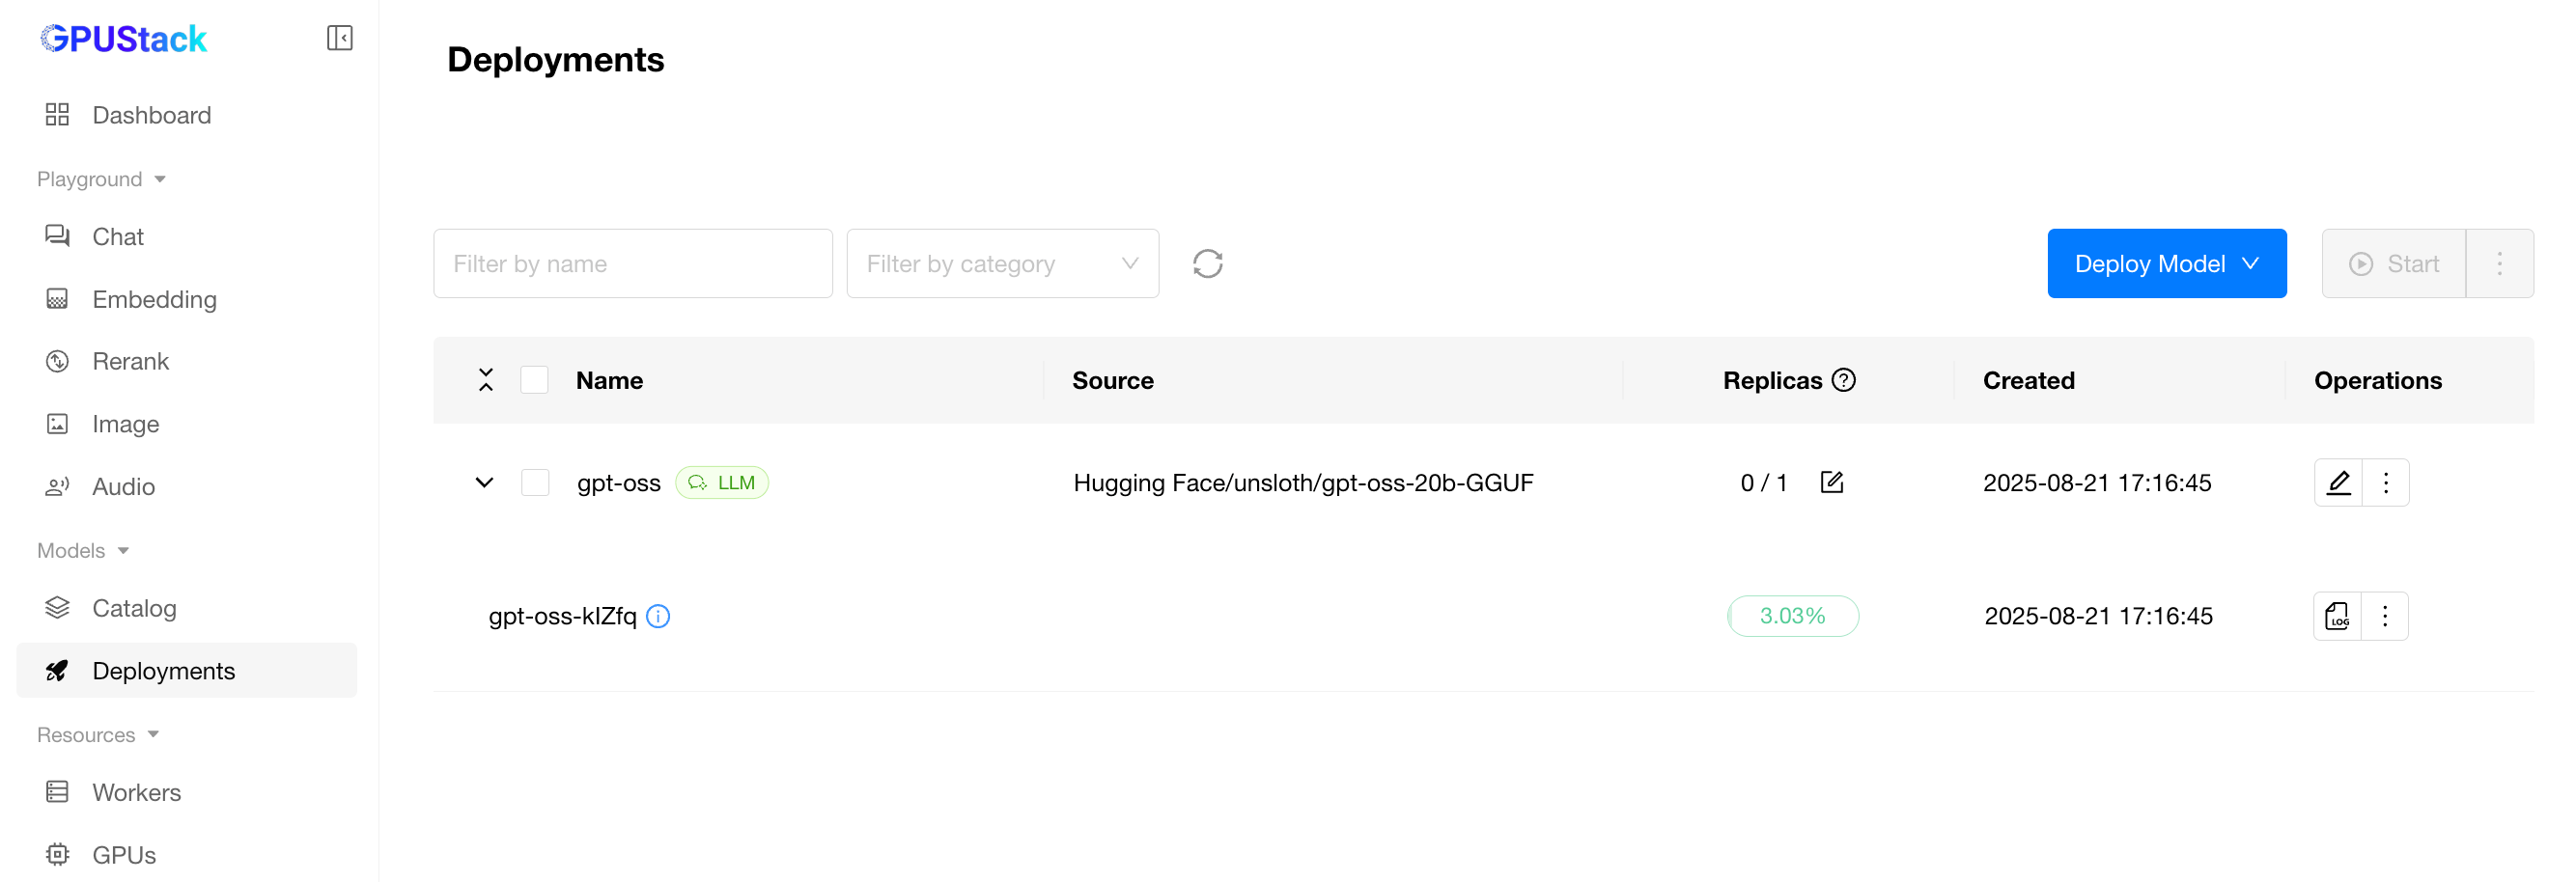 GPUStack
Dashboard
Playground
Chat
Embedding
Rerank
Image
Audio
Models
Catalog
Deployments
Resources
Workers
GPUs
Deployments
Filter by name
Filter by category
Deploy Model
Start
Name Source Replicas Created Operations
gpt-oss LLM Hugging Face/unsloth/gpt-oss-20b-GGUF 0 / 1 2025-08-21 17:16:45
gpt-oss-kIZfq 3.03% 2025-08-21 17:16:45 LOG